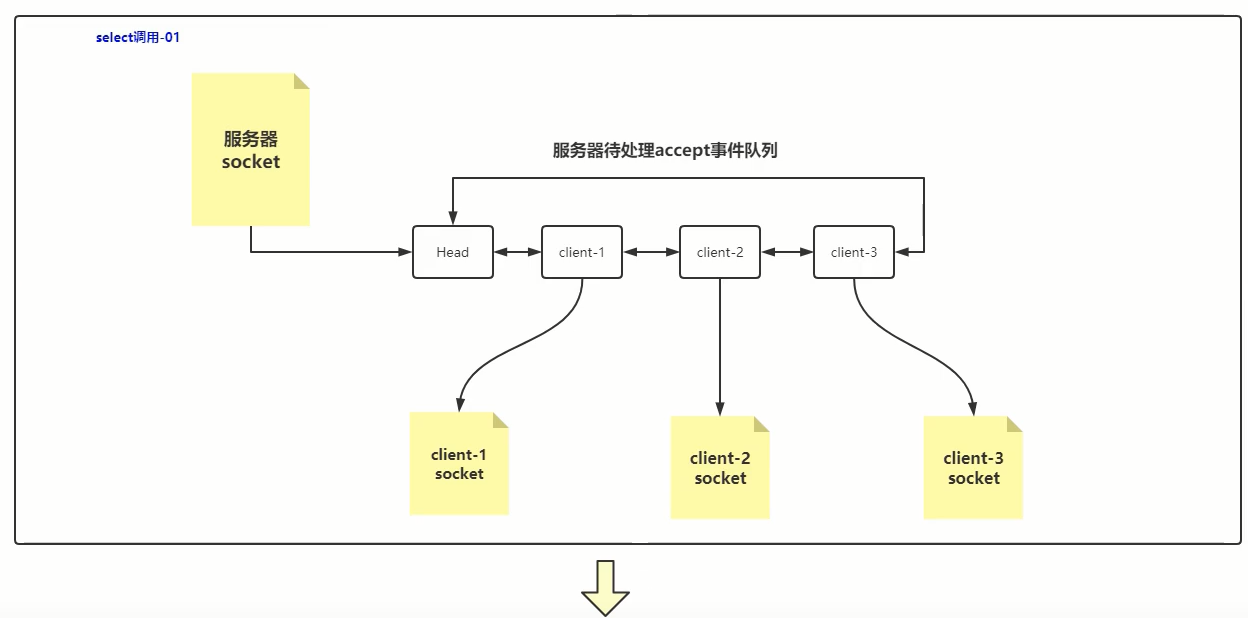 select调用-01
服务器
socket
服务器待处理accept事件队列
Head
client-1
client-2
client-3
client-1
socket
client-2
socket
client-3
socket